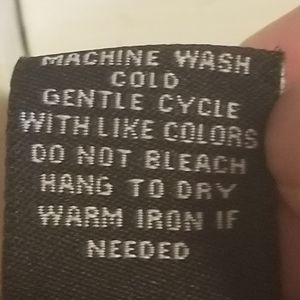 MACHINE WASH
COLD
GENTLE CYCLE
WITH LIKE COLORS
DO NOT BLEACH
HANG TO DRY
WARM IRON IF
NEEDED